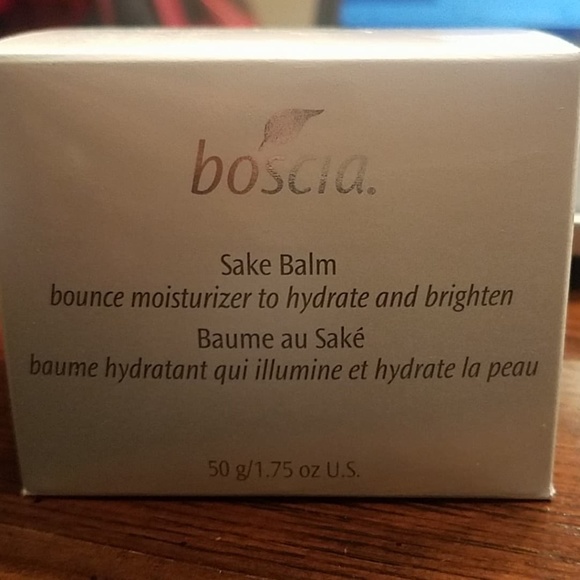 boscia.
Sake Balm
bounce moisturizer to hydrate and brighten
Baume au Saké
baume hydratant qui illumine et hydrate la peau
50 g/1.75 oz U.S.